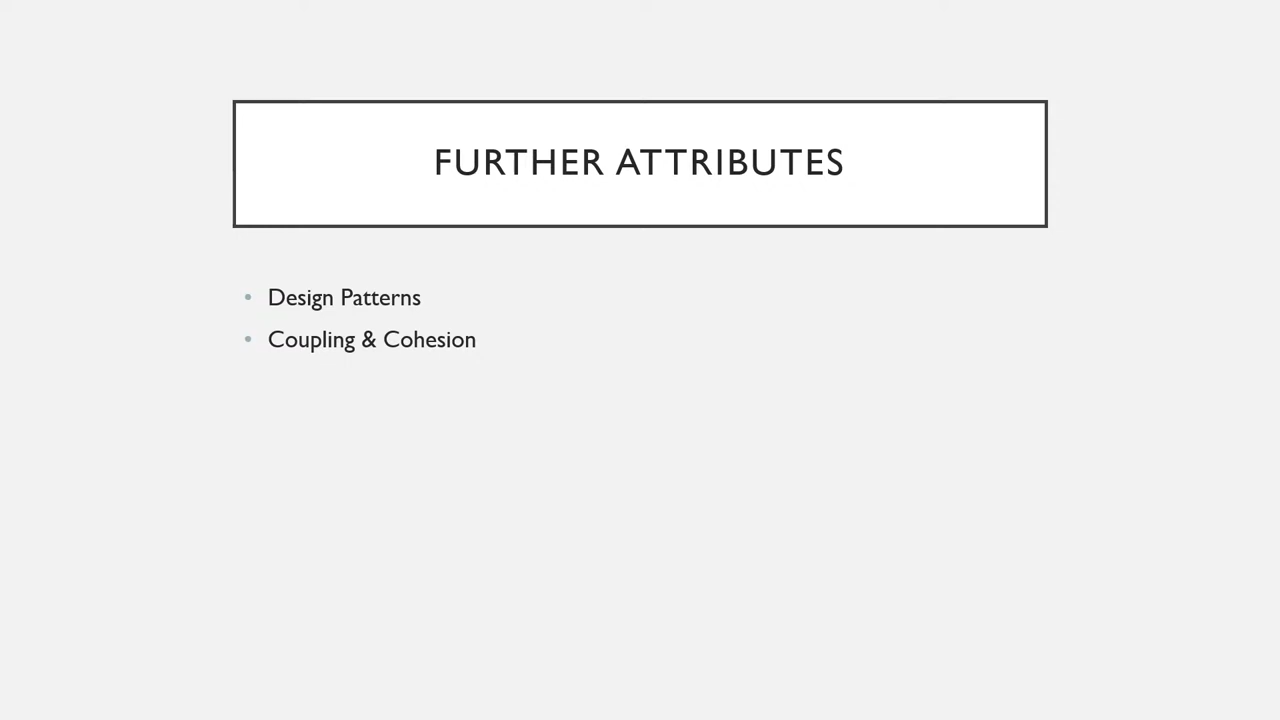 FURTHER ATTRIBUTES
• Design Patterns
• Coupling & Cohesion